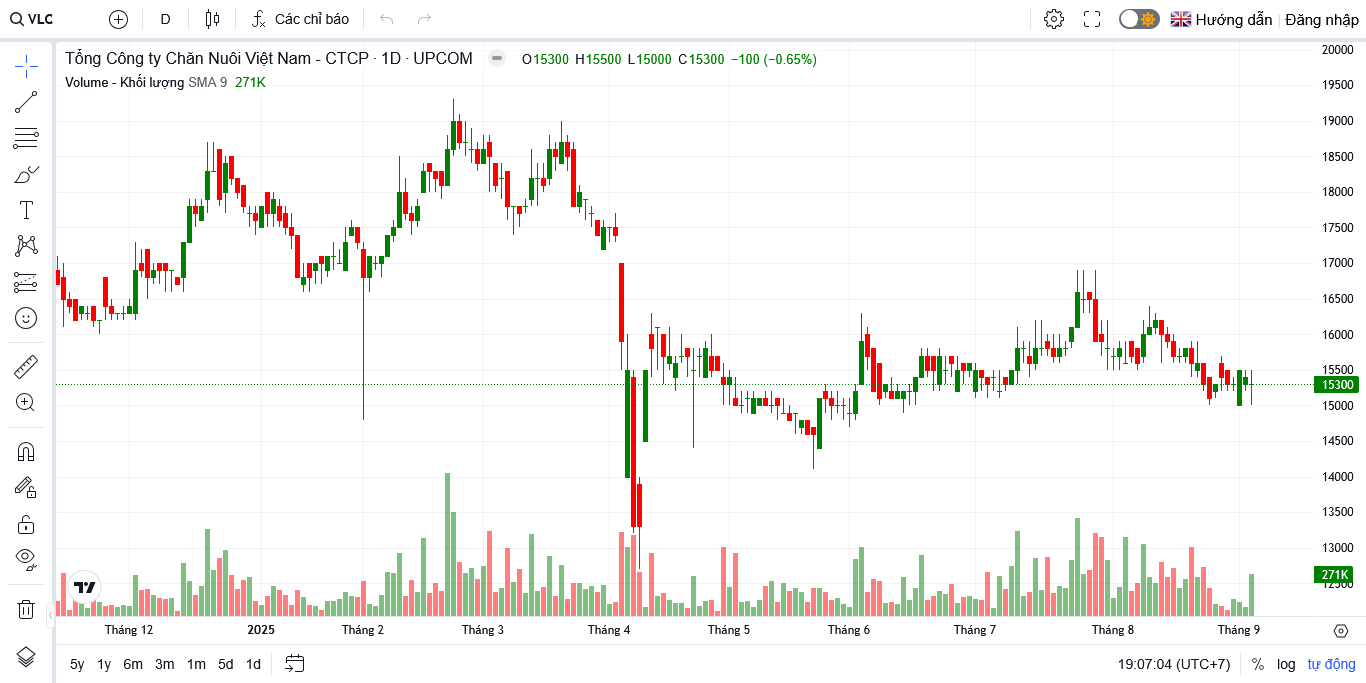 VLC D Các chỉ báo Hướng dẫn Đăng nhập
Tổng Công ty Chăn Nuôi Việt Nam - CTCP · 1D · UPCOM O15300 H15500 L15000 C15300 −100 (−0.65%)
Volume - Khối lượng SMA 9 271K
20000
19500
19000
18500
18000
17500
17000
16500
16000
15500
15300
15000
14500
14000
13500
13000
271K
12500
Tháng 12 2025 Tháng 2 Tháng 3 Tháng 4 Tháng 5 Tháng 6 Tháng 7 Tháng 8 Tháng 9
5y 1y 6m 3m 1m 5d 1d 19:07:04 (UTC+7) % log tự động